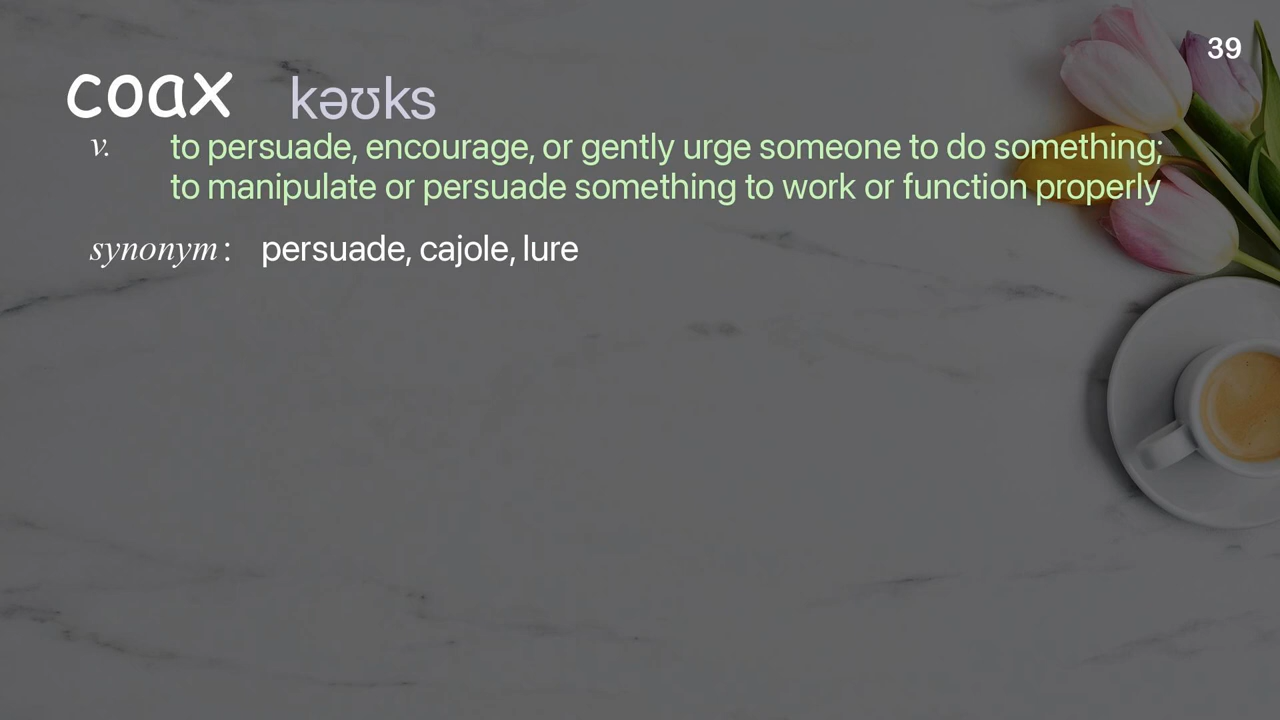 39
coax kəʊks
v. to persuade, encourage, or gently urge someone to do something;
to manipulate or persuade something to work or function properly
synonym : persuade, cajole, lure